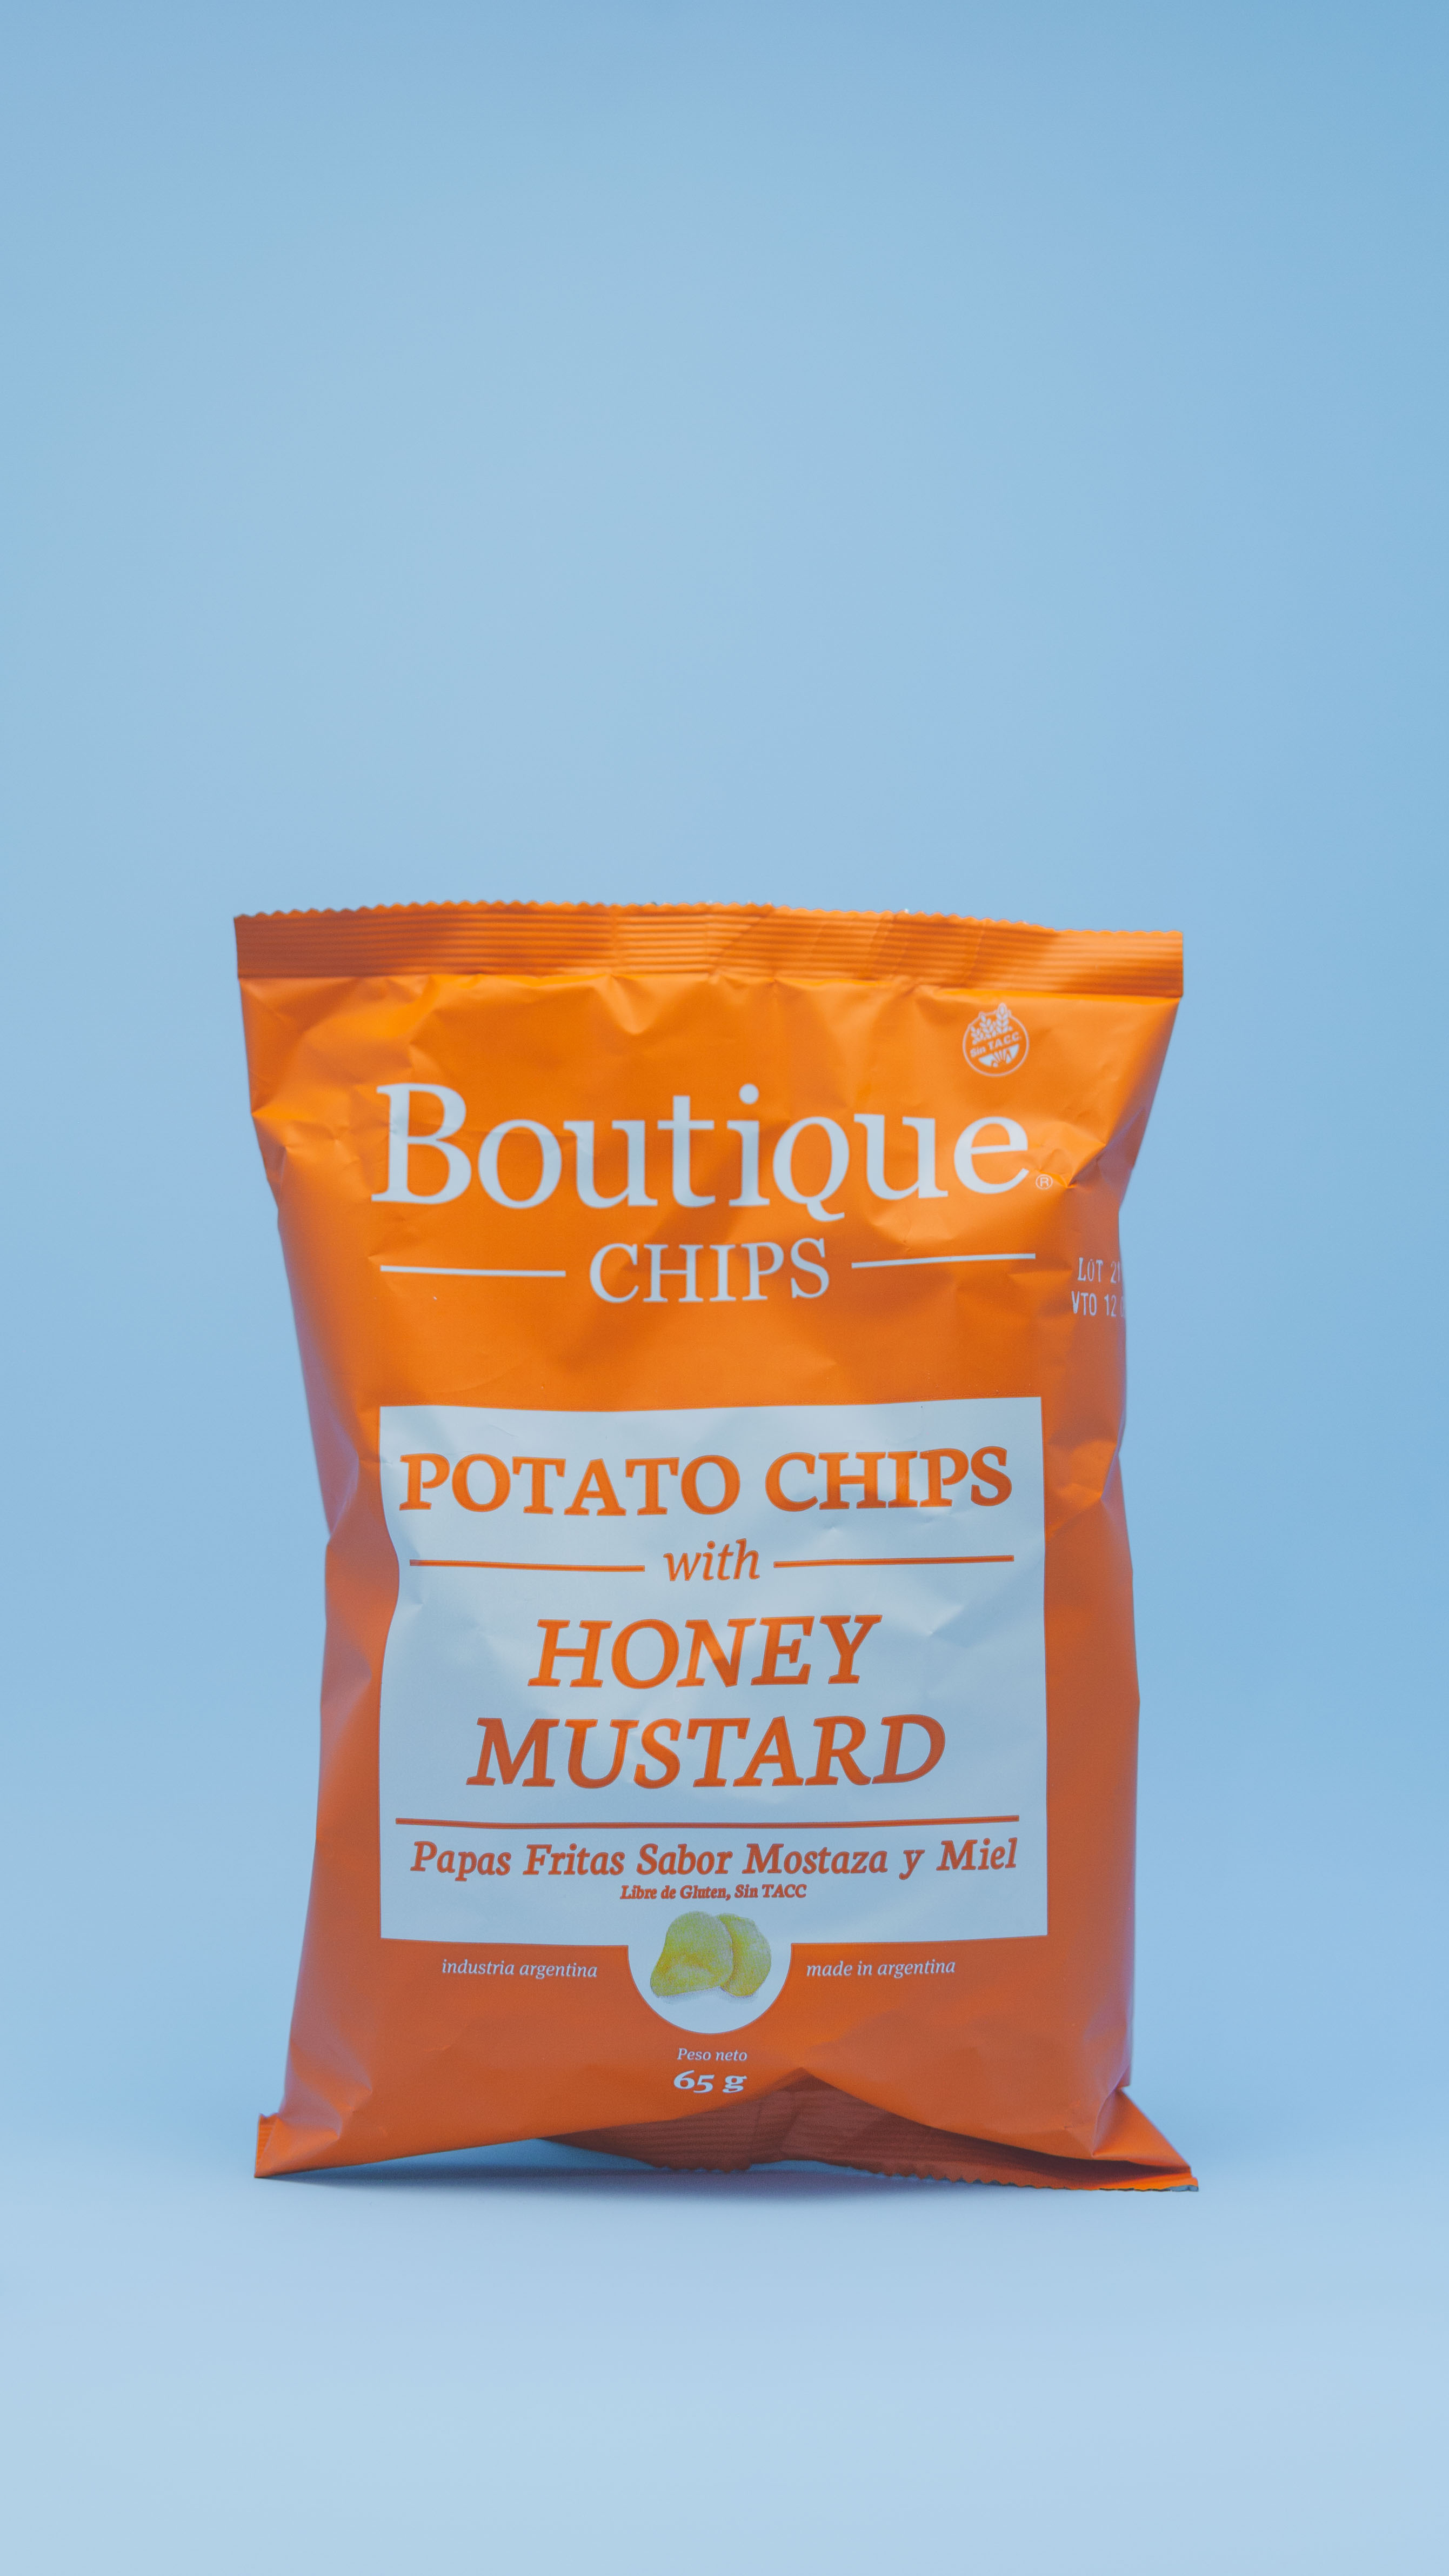 Sin T.A.C.C.
Boutique®
CHIPS
LOT 21
VTO 12
POTATO CHIPS
with
HONEY
MUSTARD
Papas Fritas Sabor Mostaza y Miel
Libre de Gluten, Sin TACC
industria argentina
made in argentina
Peso neto
65 g